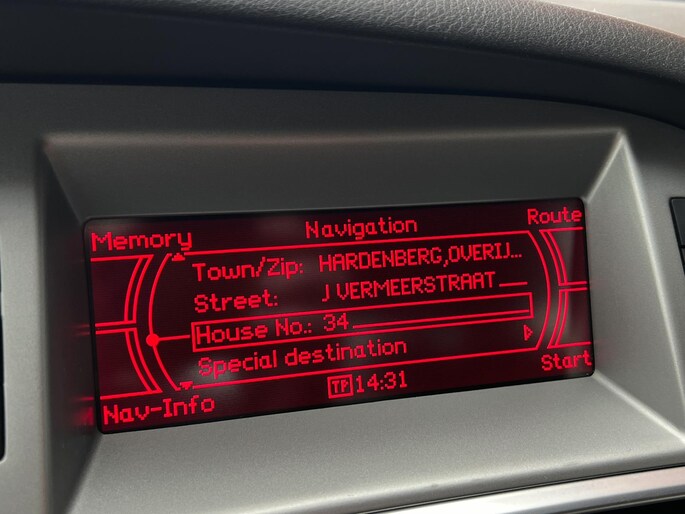 Memory Navigation Route
Town/Zip: HARDENBERG,OVERIJ...
Street: J VERMEERSTRAAT
House No.: 34
Special destination
Nav-Info TP 14:31 Start